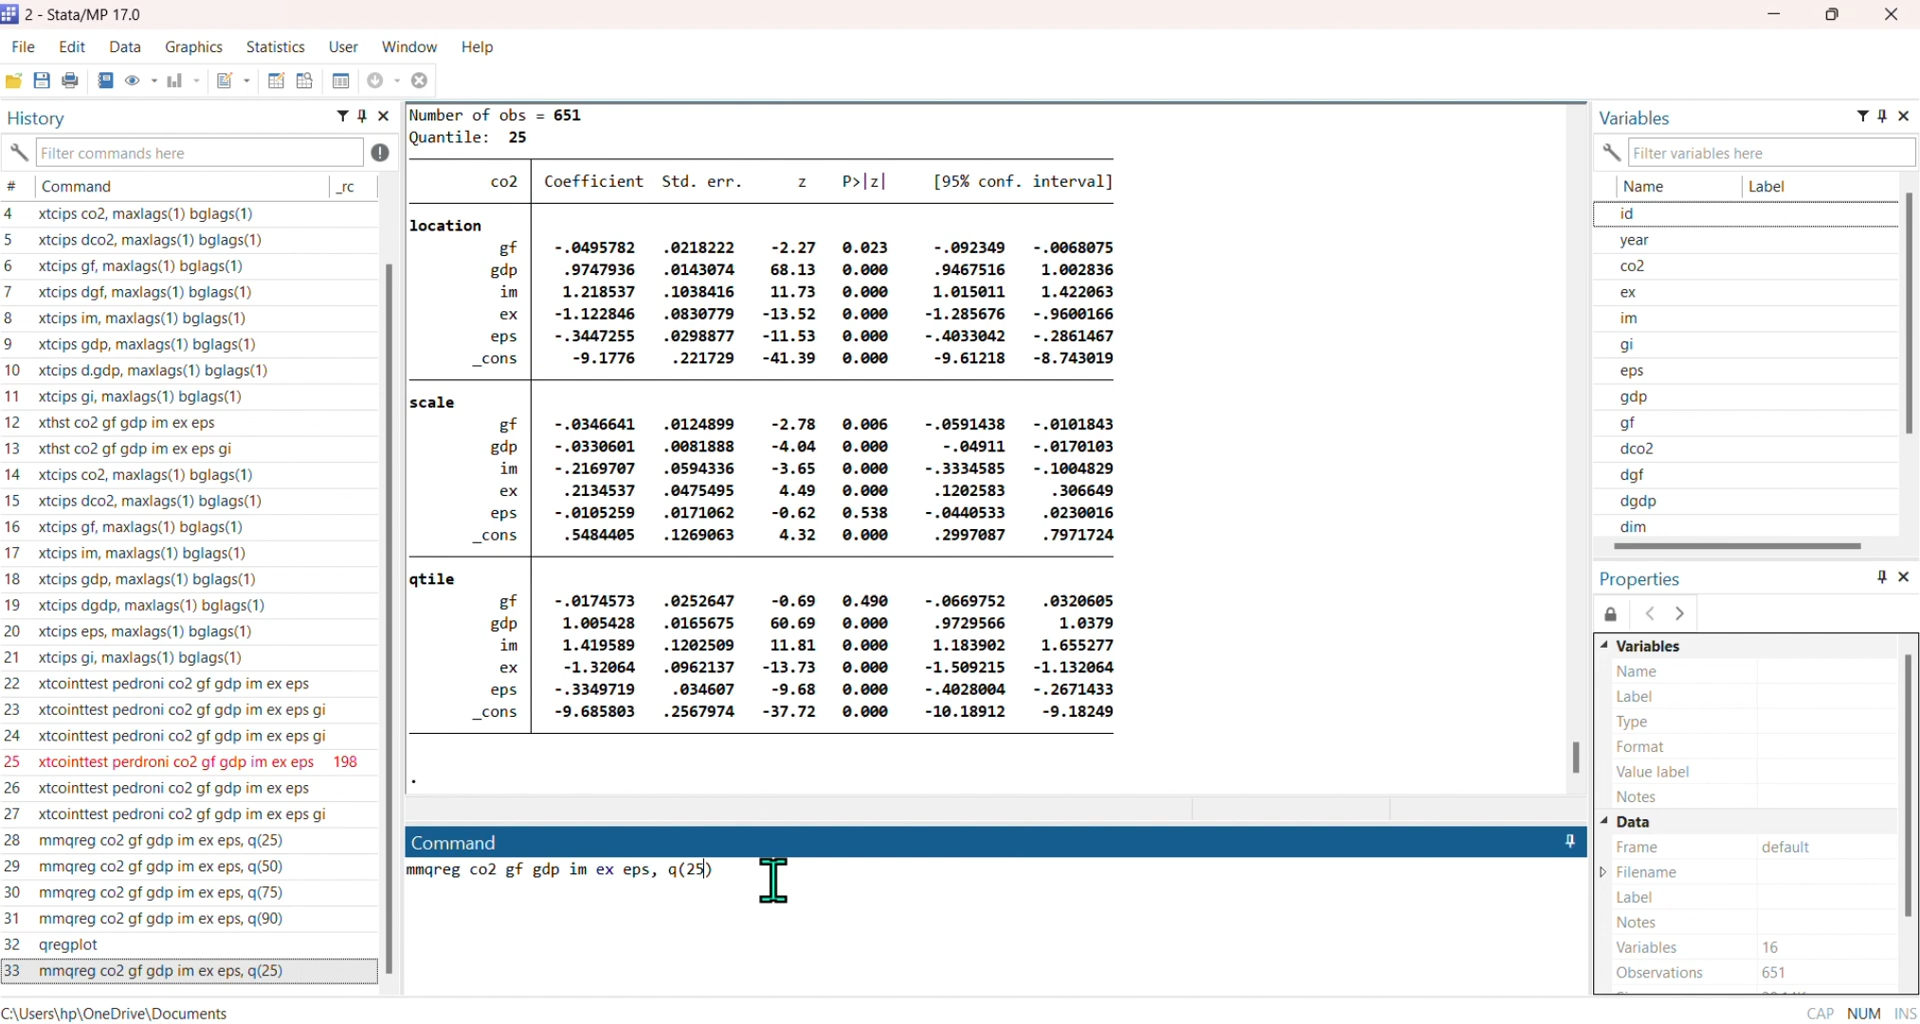 2 - Stata/MP 17.0
File Edit Data Graphics Statistics User Window Help
History
Filter commands here
# Command _rc
4 xtcips co2, maxlags(1) bglags(1)
5 xtcips dco2, maxlags(1) bglags(1)
6 xtcips gf, maxlags(1) bglags(1)
7 xtcips dgf, maxlags(1) bglags(1)
8 xtcips im, maxlags(1) bglags(1)
9 xtcips gdp, maxlags(1) bglags(1)
10 xtcips d.gdp, maxlags(1) bglags(1)
11 xtcips gi, maxlags(1) bglags(1)
12 xthst co2 gf gdp im ex eps
13 xthst co2 gf gdp im ex eps gi
14 xtcips co2, maxlags(1) bglags(1)
15 xtcips dco2, maxlags(1) bglags(1)
16 xtcips gf, maxlags(1) bglags(1)
17 xtcips im, maxlags(1) bglags(1)
18 xtcips gdp, maxlags(1) bglags(1)
19 xtcips dgdp, maxlags(1) bglags(1)
20 xtcips eps, maxlags(1) bglags(1)
21 xtcips gi, maxlags(1) bglags(1)
22 xtcointtest pedroni co2 gf gdp im ex eps
23 xtcointtest pedroni co2 gf gdp im ex eps gi
24 xtcointtest pedroni co2 gf gdp im ex eps gi
25 xtcointtest perdroni co2 gf gdp im ex eps 198
26 xtcointtest pedroni co2 gf gdp im ex eps
27 xtcointtest pedroni co2 gf gdp im ex eps gi
28 mmqreg co2 gf gdp im ex eps, q(25)
29 mmqreg co2 gf gdp im ex eps, q(50)
30 mmqreg co2 gf gdp im ex eps, q(75)
31 mmqreg co2 gf gdp im ex eps, q(90)
32 qregplot
33 mmqreg co2 gf gdp im ex eps, q(25)
Number of obs = 651
Quantile: 25
co2 Coefficient Std. err. z P>|z| [95% conf. interval]
location
gf -.0495782 .0218222 -2.27 0.023 -.092349 -.0068075
gdp .9747936 .0143074 68.13 0.000 .9467516 1.002836
im 1.218537 .1038416 11.73 0.000 1.015011 1.422063
ex -1.122846 .0830779 -13.52 0.000 -1.285676 -.9600166
eps -.3447255 .0298877 -11.53 0.000 -.4033042 -.2861467
_cons -9.1776 .221729 -41.39 0.000 -9.61218 -8.743019
scale
gf -.0346641 .0124899 -2.78 0.006 -.0591438 -.0101843
gdp -.0330601 .0081888 -4.04 0.000 -.04911 -.0170103
im -.2169707 .0594336 -3.65 0.000 -.3334585 -.1004829
ex .2134537 .0475495 4.49 0.000 .1202583 .306649
eps -.0105259 .0171062 -0.62 0.538 -.0440533 .0230016
_cons .5484405 .1269063 4.32 0.000 .2997087 .7971724
qtile
gf -.0174573 .0252647 -0.69 0.490 -.0669752 .0320605
gdp 1.005428 .0165675 60.69 0.000 .9729566 1.0379
im 1.419589 .1202509 11.81 0.000 1.183902 1.655277
ex -1.32064 .0962137 -13.73 0.000 -1.509215 -1.132064
eps -.3349719 .034607 -9.68 0.000 -.4028004 -.2671433
_cons -9.685803 .2567974 -37.72 0.000 -10.18912 -9.18249
.
Command
mmqreg co2 gf gdp im ex eps, q(25)
Variables
Filter variables here
Name Label
id
year
co2
ex
im
gi
eps
gdp
gf
dco2
dgf
dgdp
dim
Properties
Variables
Name
Label
Type
Format
Value label
Notes
Data
Frame default
Filename
Label
Notes
Variables 16
Observations 651
C:\Users\hp\OneDrive\Documents
CAP NUM INS